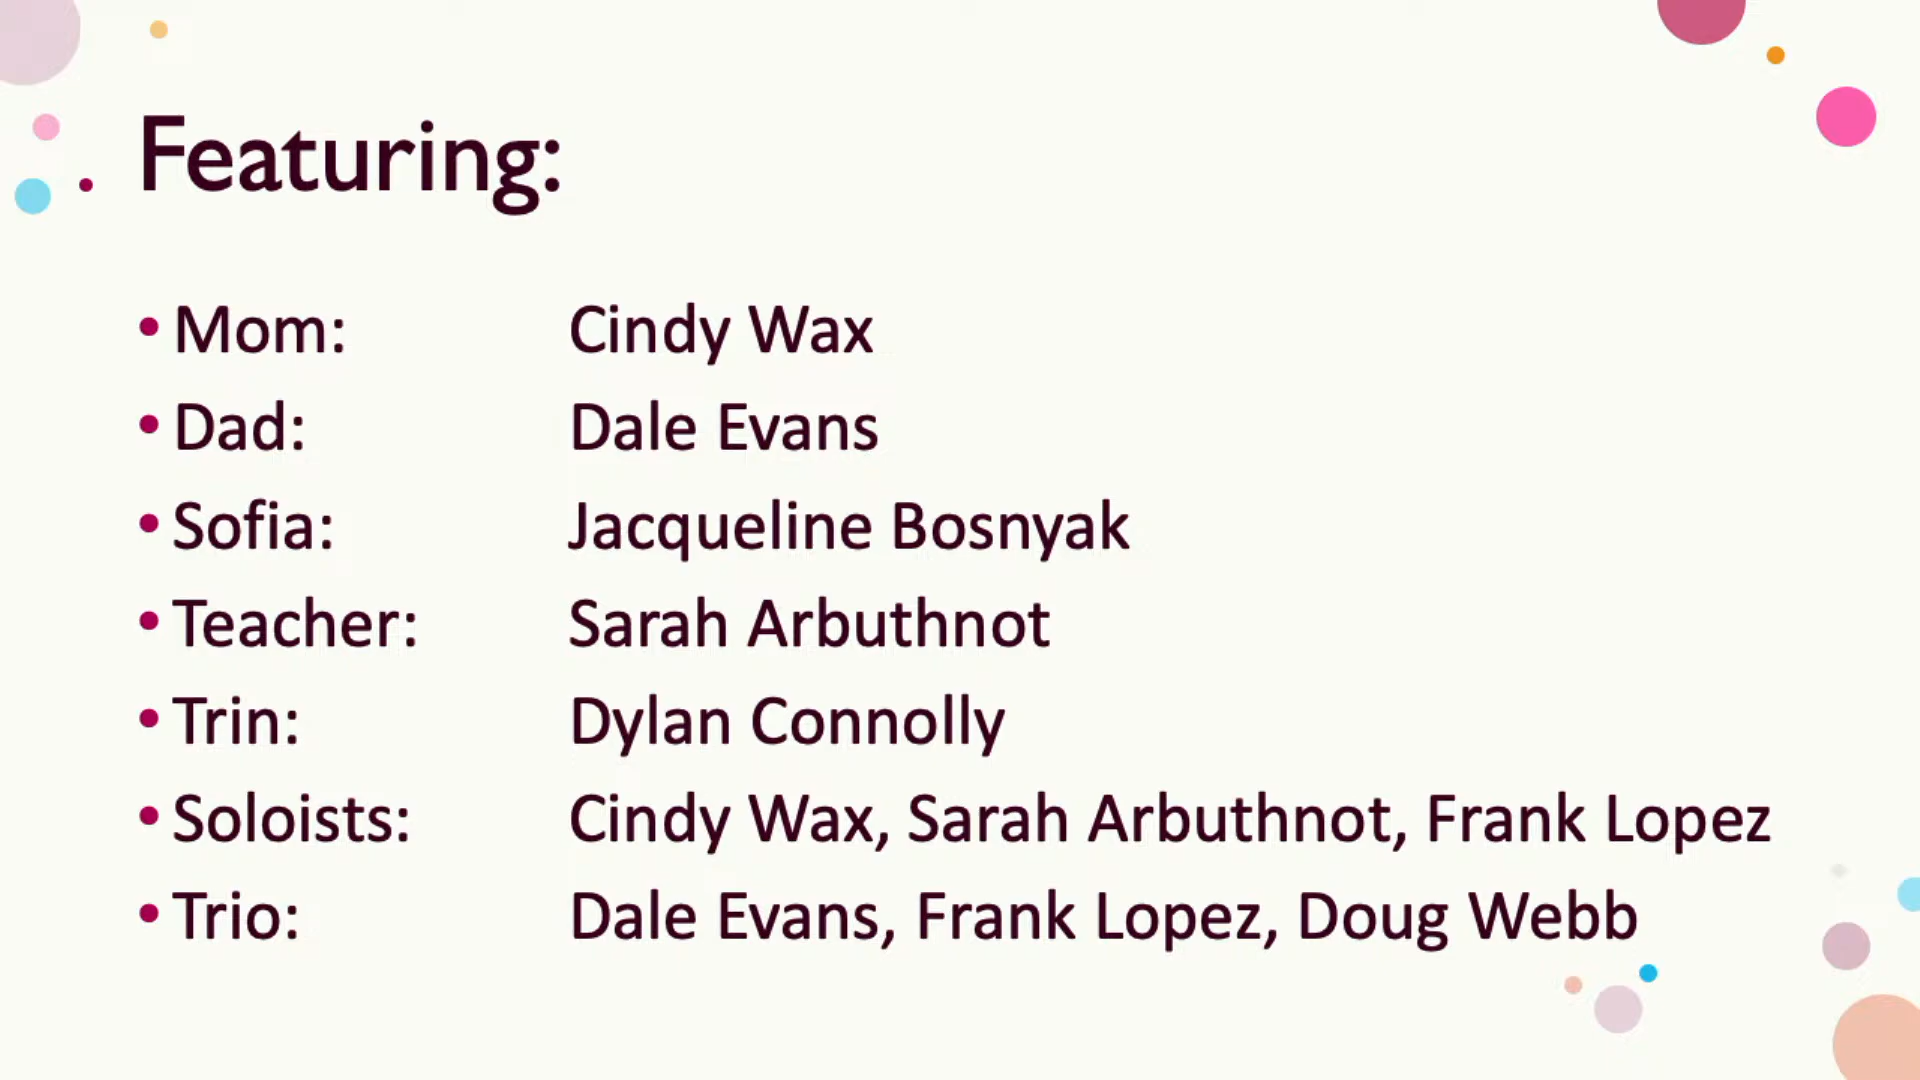 Featuring:
• Mom: Cindy Wax
• Dad: Dale Evans
• Sofia: Jacqueline Bosnyak
• Teacher: Sarah Arbuthnot
• Trin: Dylan Connolly
• Soloists: Cindy Wax, Sarah Arbuthnot, Frank Lopez
• Trio: Dale Evans, Frank Lopez, Doug Webb